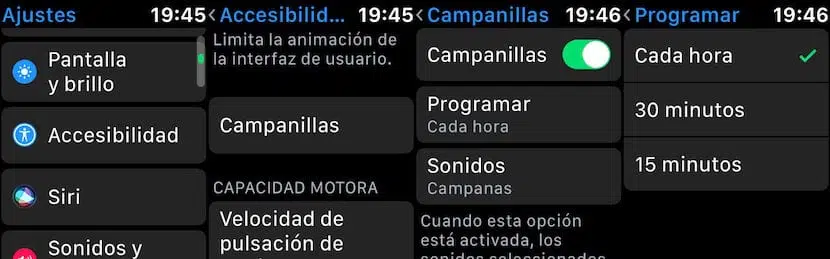 Ajustes 19:45
Pantalla
y brillo
Accesibilidad
Siri
Sonidos y
Accesibilid... 19:45
Limita la animación de
la interfaz de usuario.
Campanillas
CAPACIDAD MOTORA
Velocidad de
pulsación de
Campanillas 19:46
Campanillas
Programar
Cada hora
Sonidos
Campanas
Cuando esta opción
está activada, los
sonidos seleccionados
Programar 19:46
Cada hora
30 minutos
15 minutos